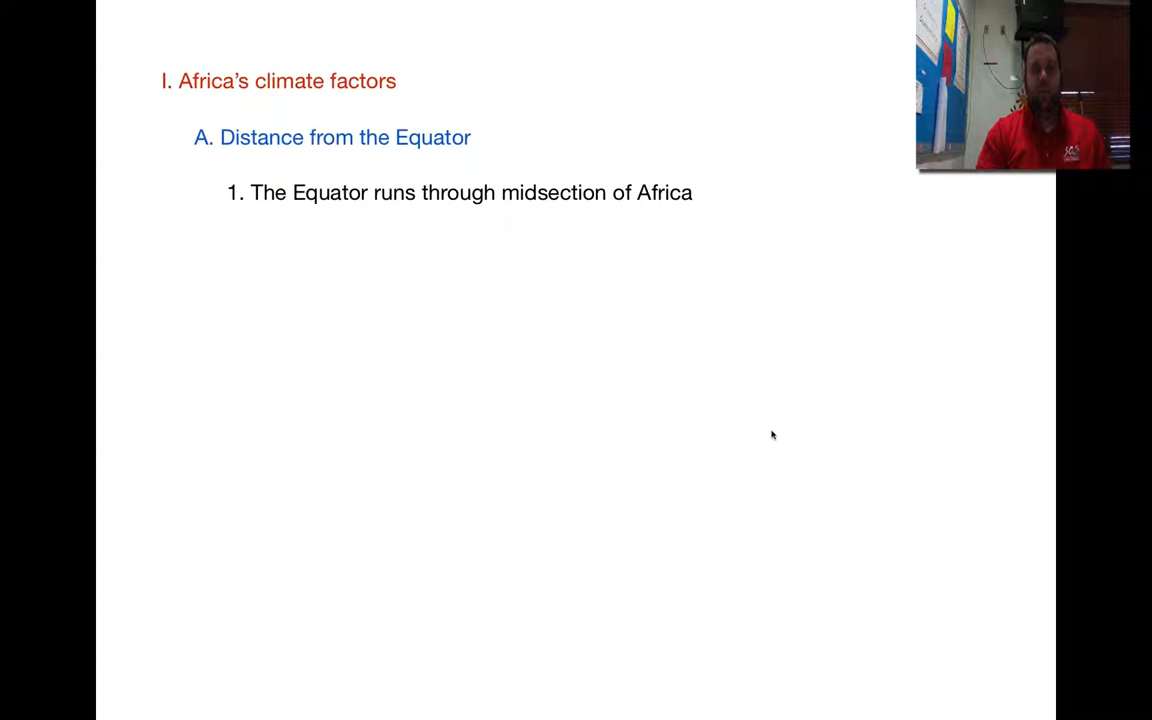 I. Africa's climate factors
A. Distance from the Equator
1. The Equator runs through midsection of Africa